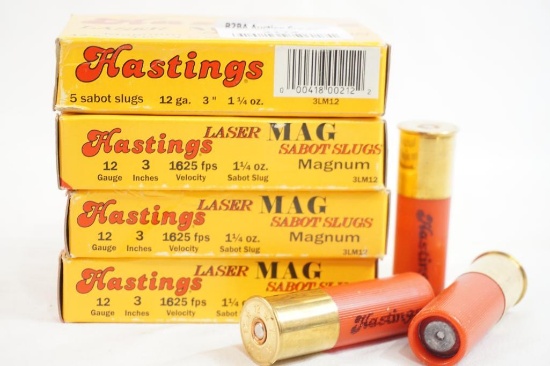 Hastings
5 sabot slugs 12 ga. 3" 1 ¼ oz.
0 00418 00212 2
3LM12
Hastings LASER MAG
SABOT SLUGS
12 3 1625 fps 1¼ oz. Magnum
Gauge Inches Velocity Sabot Slug
3LM12
Hastings LASER MAG
SABOT SLUGS
12 3 1625 fps 1¼ oz. Magnum
Gauge Inches Velocity Sabot Slug
3LM12
Hastings LASER MAG
SABOT
12 3 1625 fps 1¼
Gauge Inches Velocity Sabot
Hastings
Hastings